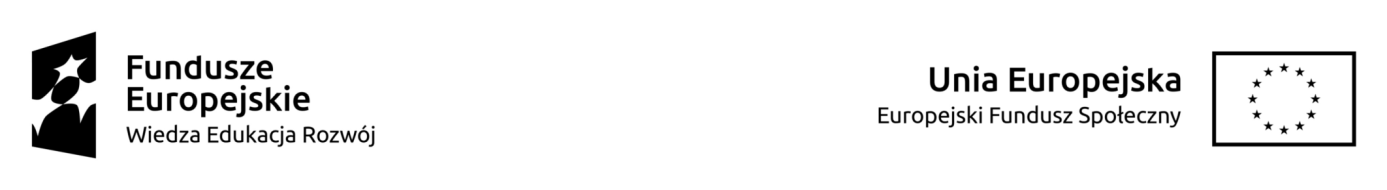 Fundusze
Europejskie
Wiedza Edukacja Rozwój
Unia Europejska
Europejski Fundusz Społeczny